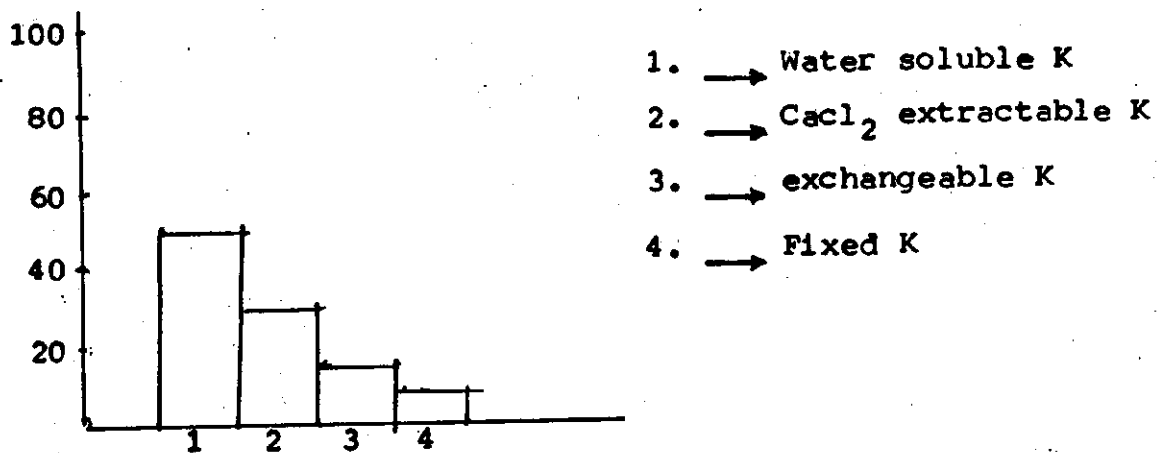 100
80
60
40
20
1 2 3 4
1. → Water soluble K
2. → Cacl₂ extractable K
3. → exchangeable K
4. → Fixed K